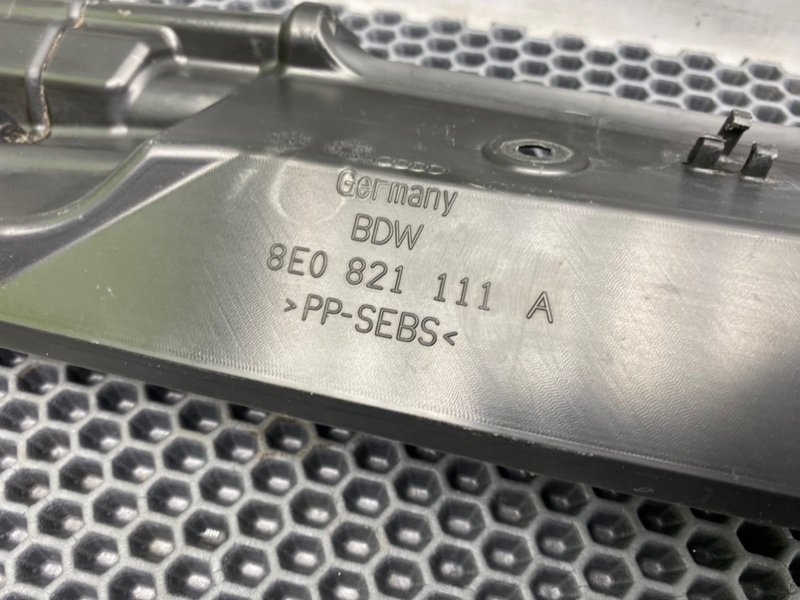 Germany
BDW
8E0 821 111 A
>PP-SEBS<